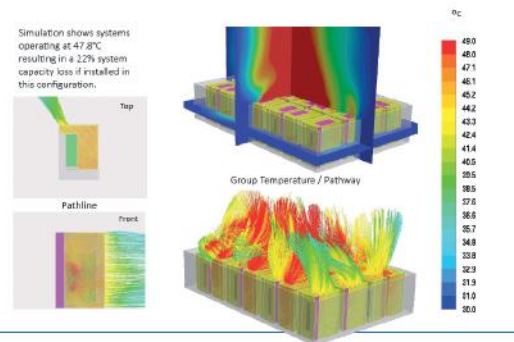 Simulation shows systems
operating at 47.8°C
resulting in a 22% system
capacity loss if installed in
this configuration.
Top
Pathline
Front
Group Temperature / Pathway
°C
49.0
48.0
47.1
46.1
45.2
44.2
43.3
42.3
41.4
40.4
39.5
38.5
37.6
36.6
35.7
34.8
33.8
32.9
31.9
31.0
30.0